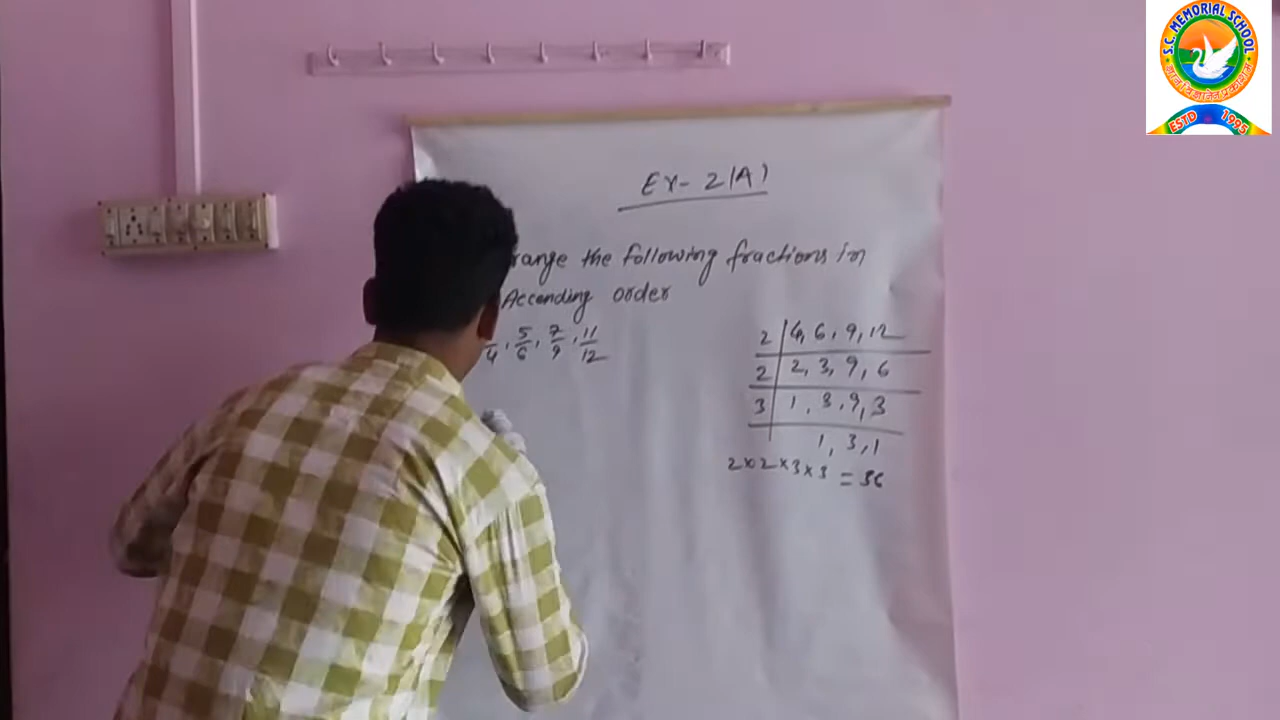 S.C. MEMORIAL SCHOOL
ESTD 1995
EX- 2(A)
range the following fractions in
Accending order
4, 5/6, 7/9, 11/12
2 | 4, 6, 9, 12
2 | 2, 3, 9, 6
3 | 1, 3, 9, 3
1, 3, 1
2×2×3×3 = 36